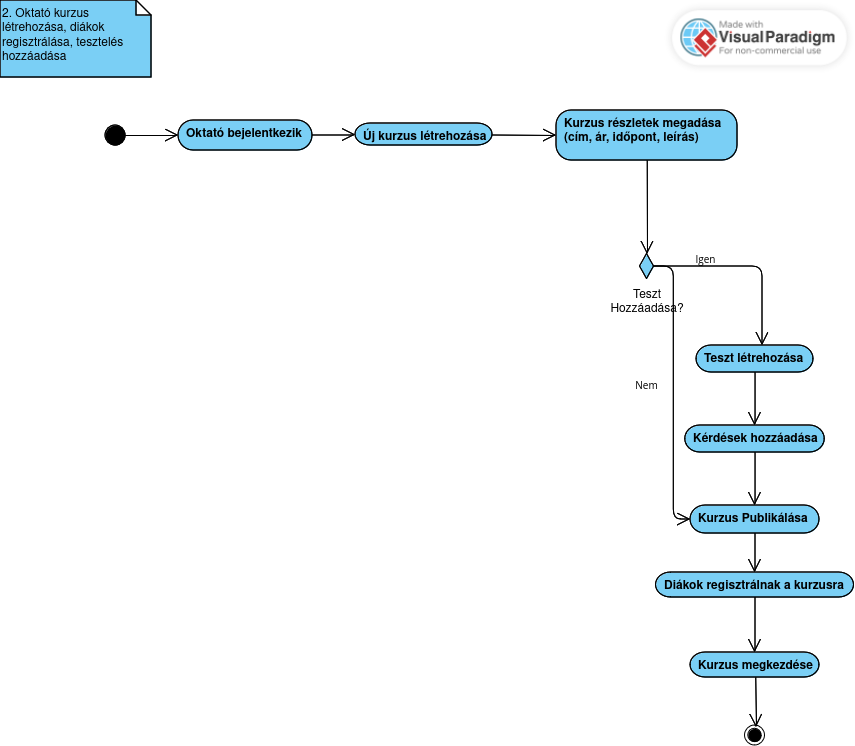 2. Oktató kurzus
létrehozása, diákok
regisztrálása, tesztelés
hozzáadása
Made with
VisualParadigm
For non-commercial use
Oktató bejelentkezik
Új kurzus létrehozása
Kurzus részletek megadása
(cím, ár, időpont, leírás)
Igen
Teszt
Hozzáadása?
Teszt létrehozása
Nem
Kérdések hozzáadása
Kurzus Publikálása
Diákok regisztrálnak a kurzusra
Kurzus megkezdése